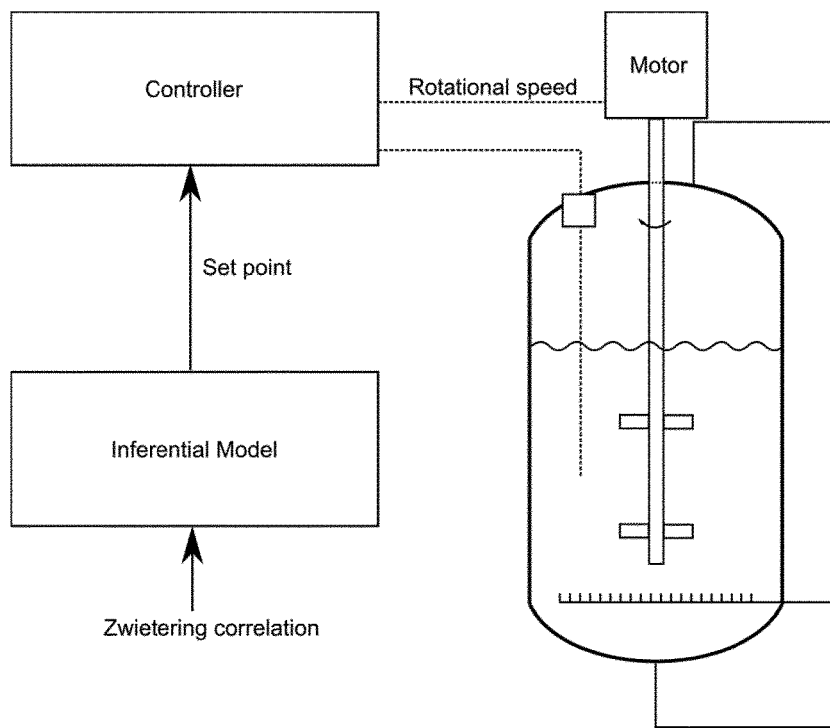 Controller
Rotational speed
Motor
Set point
Inferential Model
Zwietering correlation